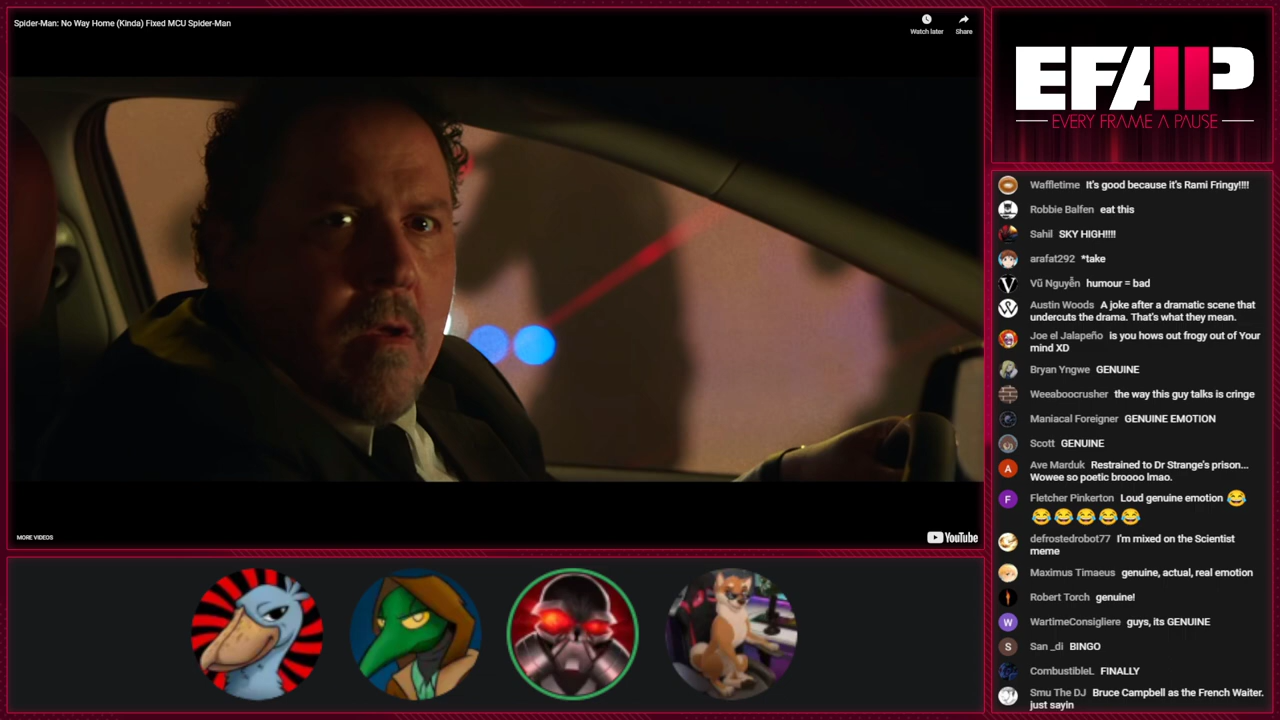 Spider-Man: No Way Home (Kinda) Fixed MCU Spider-Man
Watch later
Share
MORE VIDEOS
YouTube
EFAP
EVERY FRAME A PAUSE
Waffletime It's good because it's Rami Fringy!!!!
Robbie Balfen eat this
Sahil SKY HIGH!!!!
arafat292 *take
Vũ Nguyễn humour = bad
Austin Woods A joke after a dramatic scene that
undercuts the drama. That's what they mean.
Joe el Jalapeño is you hows out frogy out of Your
mind XD
Bryan Yngwe GENUINE
Weeaboocrusher the way this guy talks is cringe
Maniacal Foreigner GENUINE EMOTION
Scott GENUINE
A
Ave Marduk Restrained to Dr Strange's prison...
Wowee so poetic broooo lmao.
F
Fletcher Pinkerton Loud genuine emotion 😂
😂😂😂😂😂
defrostedrobot77 I'm mixed on the Scientist
meme
Maximus Timaeus genuine, actual, real emotion
Robert Torch genuine!
W
WartimeConsigliere guys, its GENUINE
S
San _di BINGO
CombustibleL FINALLY
Smu The DJ Bruce Campbell as the French Waiter.
just sayin